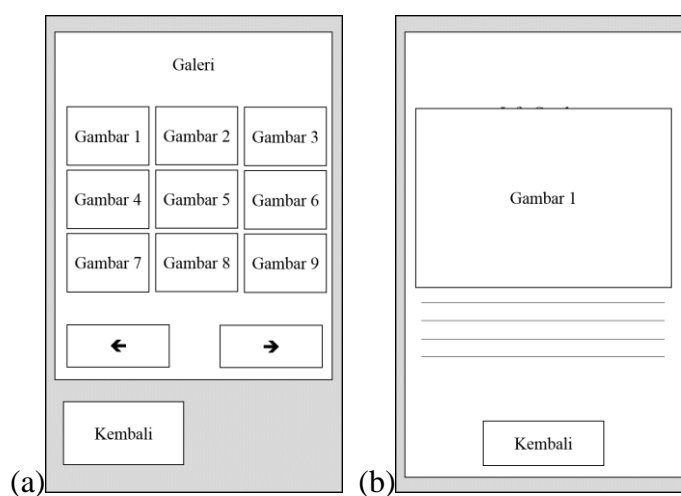 Galeri
Gambar 1 Gambar 2 Gambar 3
Gambar 4 Gambar 5 Gambar 6
Gambar 7 Gambar 8 Gambar 9
← →
Kembali
(a)
Gambar 1
Kembali
(b)